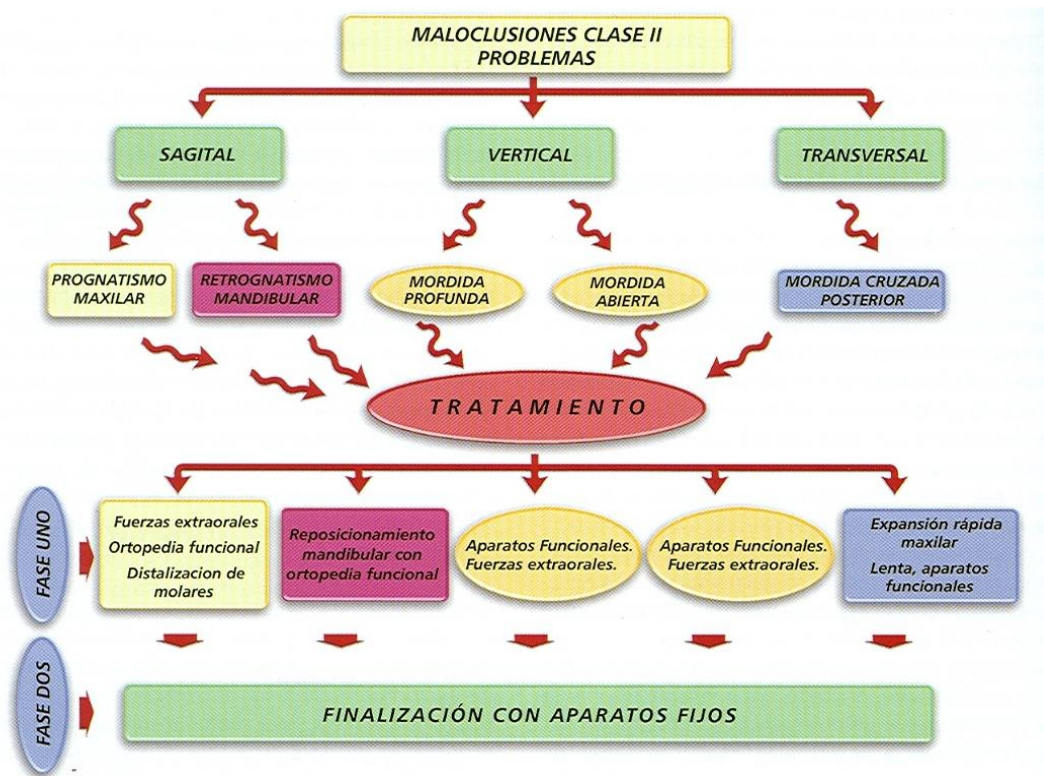 MALOCLUSIONES CLASE II
PROBLEMAS
SAGITAL
VERTICAL
TRANSVERSAL
PROGNATISMO
MAXILAR
RETROGNATISMO
MANDIBULAR
MORDIDA
PROFUNDA
MORDIDA
ABIERTA
MORDIDA CRUZADA
POSTERIOR
TRATAMIENTO
FASE UNO
Fuerzas extraorales
Ortopedia funcional
Distalizacion de
molares
Reposicionamiento
mandibular con
ortopedia funcional
Aparatos Funcionales.
Fuerzas extraorales.
Aparatos Funcionales.
Fuerzas extraorales.
Expansión rápida
maxilar
Lenta, aparatos
funcionales
FASE DOS
FINALIZACIÓN CON APARATOS FIJOS